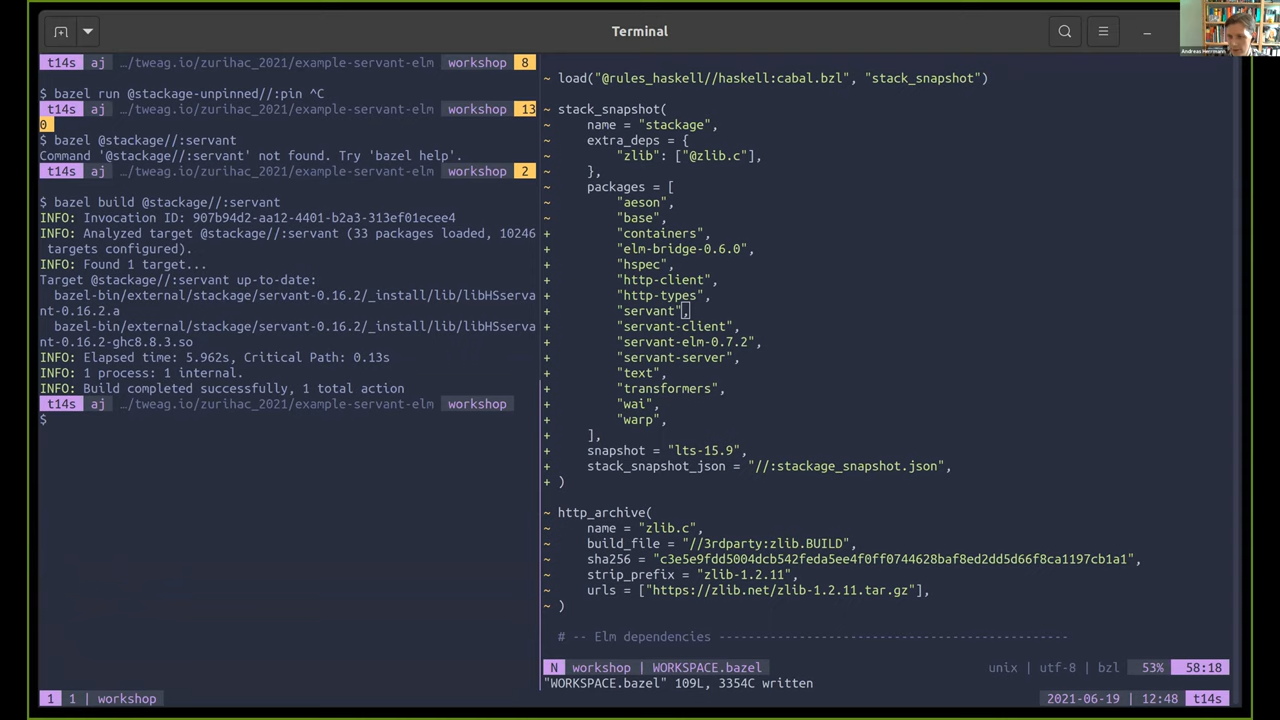 Terminal
Andreas Herrmann
t14s aj …/tweag.io/zurihac_2021/example-servant-elm workshop 8
$ bazel run @stackage-unpinned//:pin ^C
t14s aj …/tweag.io/zurihac_2021/example-servant-elm workshop 13
0
$ bazel @stackage//:servant
Command '@stackage//:servant' not found. Try 'bazel help'.
t14s aj …/tweag.io/zurihac_2021/example-servant-elm workshop 2
$ bazel build @stackage//:servant
INFO: Invocation ID: 907b94d2-aa12-4401-b2a3-313ef01ecee4
INFO: Analyzed target @stackage//:servant (33 packages loaded, 10246
targets configured).
INFO: Found 1 target...
Target @stackage//:servant up-to-date:
bazel-bin/external/stackage/servant-0.16.2/_install/lib/libHSserva
nt-0.16.2.a
bazel-bin/external/stackage/servant-0.16.2/_install/lib/libHSserva
nt-0.16.2-ghc8.8.3.so
INFO: Elapsed time: 5.962s, Critical Path: 0.13s
INFO: 1 process: 1 internal.
INFO: Build completed successfully, 1 total action
t14s aj …/tweag.io/zurihac_2021/example-servant-elm workshop
$
~ load("@rules_haskell//haskell:cabal.bzl", "stack_snapshot")
~ stack_snapshot(
~ name = "stackage",
~ extra_deps = {
~ "zlib": ["@zlib.c"],
~ },
~ packages = [
~ "aeson",
~ "base",
+ "containers",
+ "elm-bridge-0.6.0",
+ "hspec",
+ "http-client",
+ "http-types",
+ "servant",
+ "servant-client",
+ "servant-elm-0.7.2",
+ "servant-server",
+ "text",
+ "transformers",
+ "wai",
+ "warp",
+ ],
+ snapshot = "lts-15.9",
+ stack_snapshot_json = "//:stackage_snapshot.json",
+ )
~ http_archive(
~ name = "zlib.c",
~ build_file = "//3rdparty:zlib.BUILD",
~ sha256 = "c3e5e9fdd5004dcb542feda5ee4f0ff0744628baf8ed2dd5d66f8ca1197cb1a1",
~ strip_prefix = "zlib-1.2.11",
~ urls = ["https://zlib.net/zlib-1.2.11.tar.gz"],
~ )
# -- Elm dependencies ------------------------------------------------
N workshop | WORKSPACE.bazel unix | utf-8 | bzl 53% 58:18
"WORKSPACE.bazel" 109L, 3354C written
1 1 | workshop 2021-06-19 | 12:48 t14s